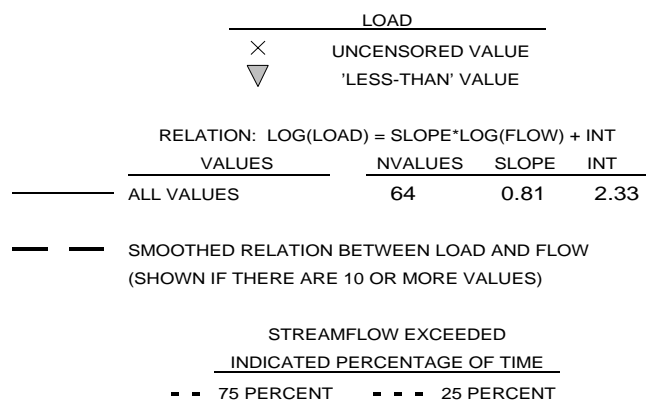 LOAD
UNCENSORED VALUE
'LESS-THAN' VALUE
RELATION: LOG(LOAD) = SLOPE*LOG(FLOW) + INT
VALUES NVALUES SLOPE INT
ALL VALUES 64 0.81 2.33
SMOOTHED RELATION BETWEEN LOAD AND FLOW
(SHOWN IF THERE ARE 10 OR MORE VALUES)
STREAMFLOW EXCEEDED
INDICATED PERCENTAGE OF TIME
75 PERCENT 25 PERCENT